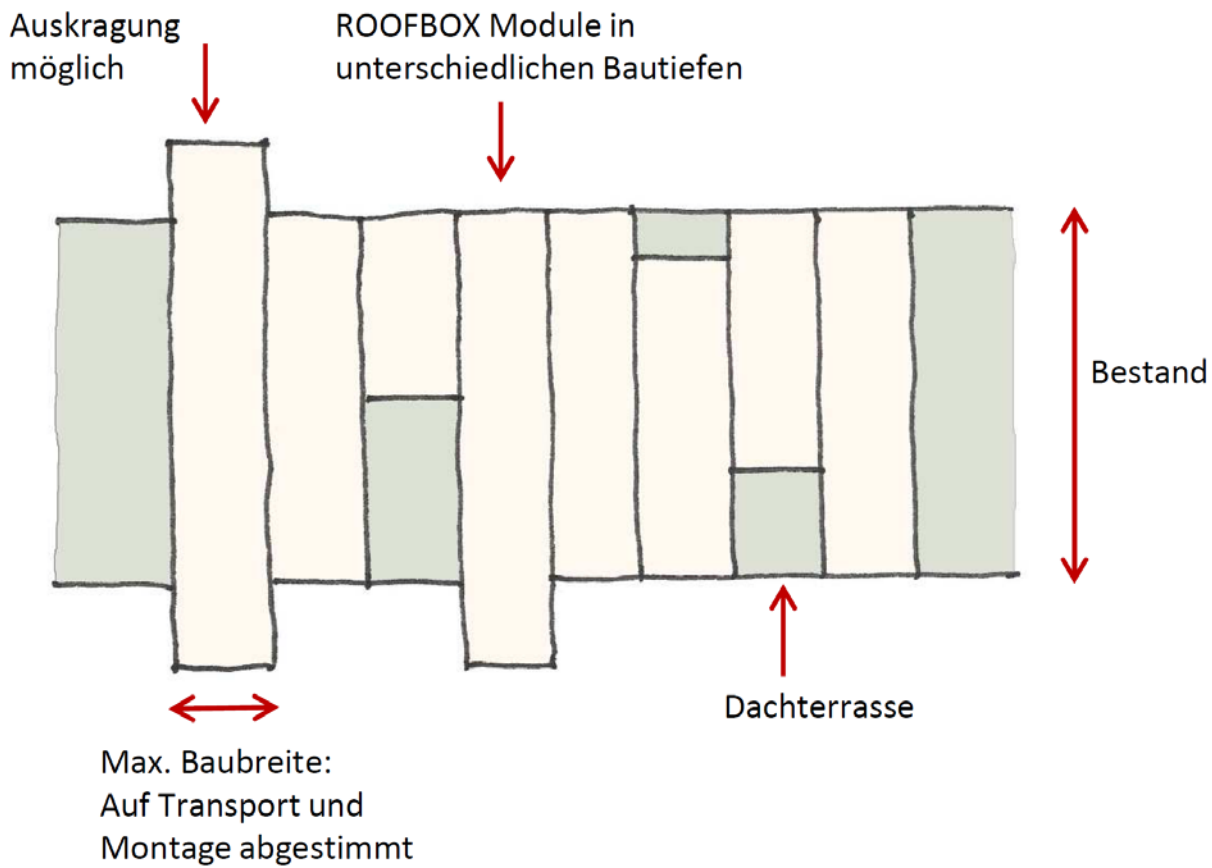 Auskragung
möglich
ROOFBOX Module in
unterschiedlichen Bautiefen
Bestand
Dachterrasse
Max. Baubreite:
Auf Transport und
Montage abgestimmt